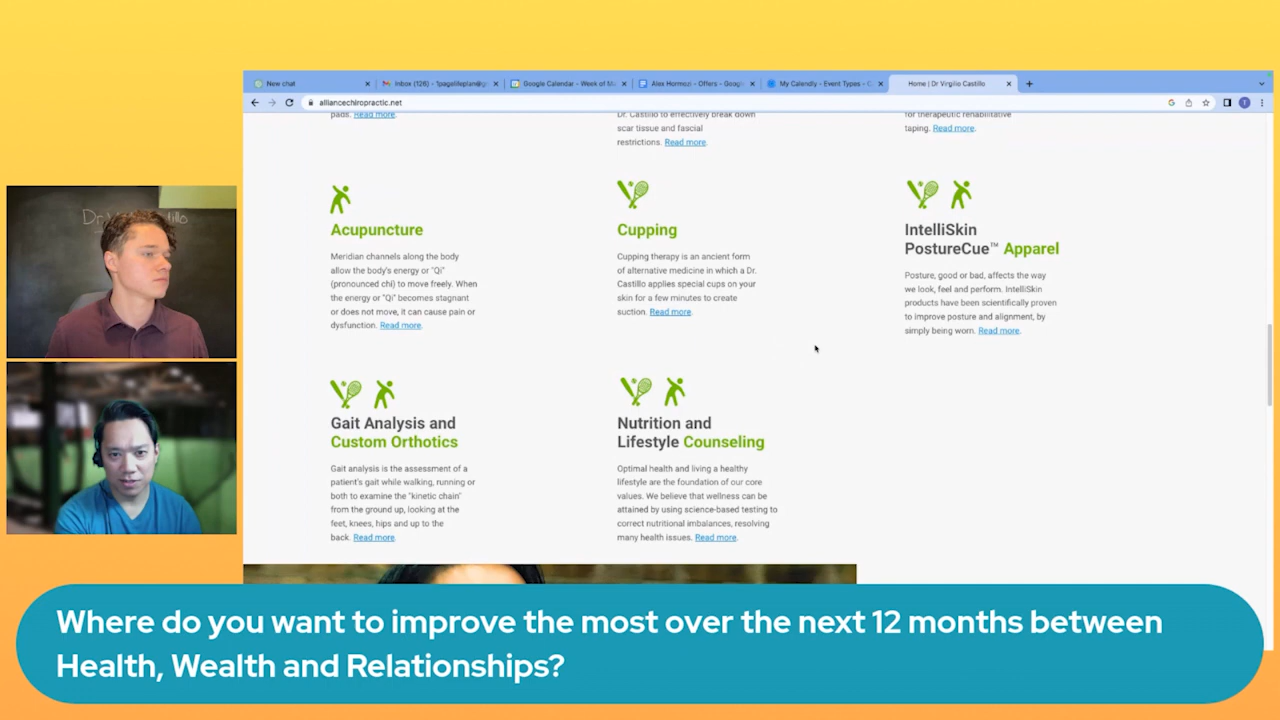 New chat
Inbox (126) - 1pagelifeplan@g
Google Calendar - Week of M
Alex Hormozi - Offers - Google
My Calendly - Event Types - C
Home | Dr Virgilio Castillo
alliancechiropractic.net
pads. Read more.
Dr. Castillo to effectively break down
scar tissue and fascial
restrictions. Read more.
for therapeutic rehabilitative
taping. Read more.
Acupuncture
Meridian channels along the body
allow the body's energy or "Qi"
(pronounced chi) to move freely. When
the energy or "Qi" becomes stagnant
or does not move, it can cause pain or
dysfunction. Read more.
Cupping
Cupping therapy is an ancient form
of alternative medicine in which a Dr.
Castillo applies special cups on your
skin for a few minutes to create
suction. Read more.
IntelliSkin
PostureCue™ Apparel
Posture, good or bad, affects the way
we look, feel and perform. IntelliSkin
products have been scientifically proven
to improve posture and alignment, by
simply being worn. Read more.
Gait Analysis and
Custom Orthotics
Gait analysis is the assessment of a
patient's gait while walking, running or
both to examine the "kinetic chain"
from the ground up, looking at the
feet, knees, hips and up to the
back. Read more.
Nutrition and
Lifestyle Counseling
Optimal health and living a healthy
lifestyle are the foundation of our core
values. We believe that wellness can be
attained by using science-based testing to
correct nutritional imbalances, resolving
many health issues. Read more.
Where do you want to improve the most over the next 12 months between
Health, Wealth and Relationships?